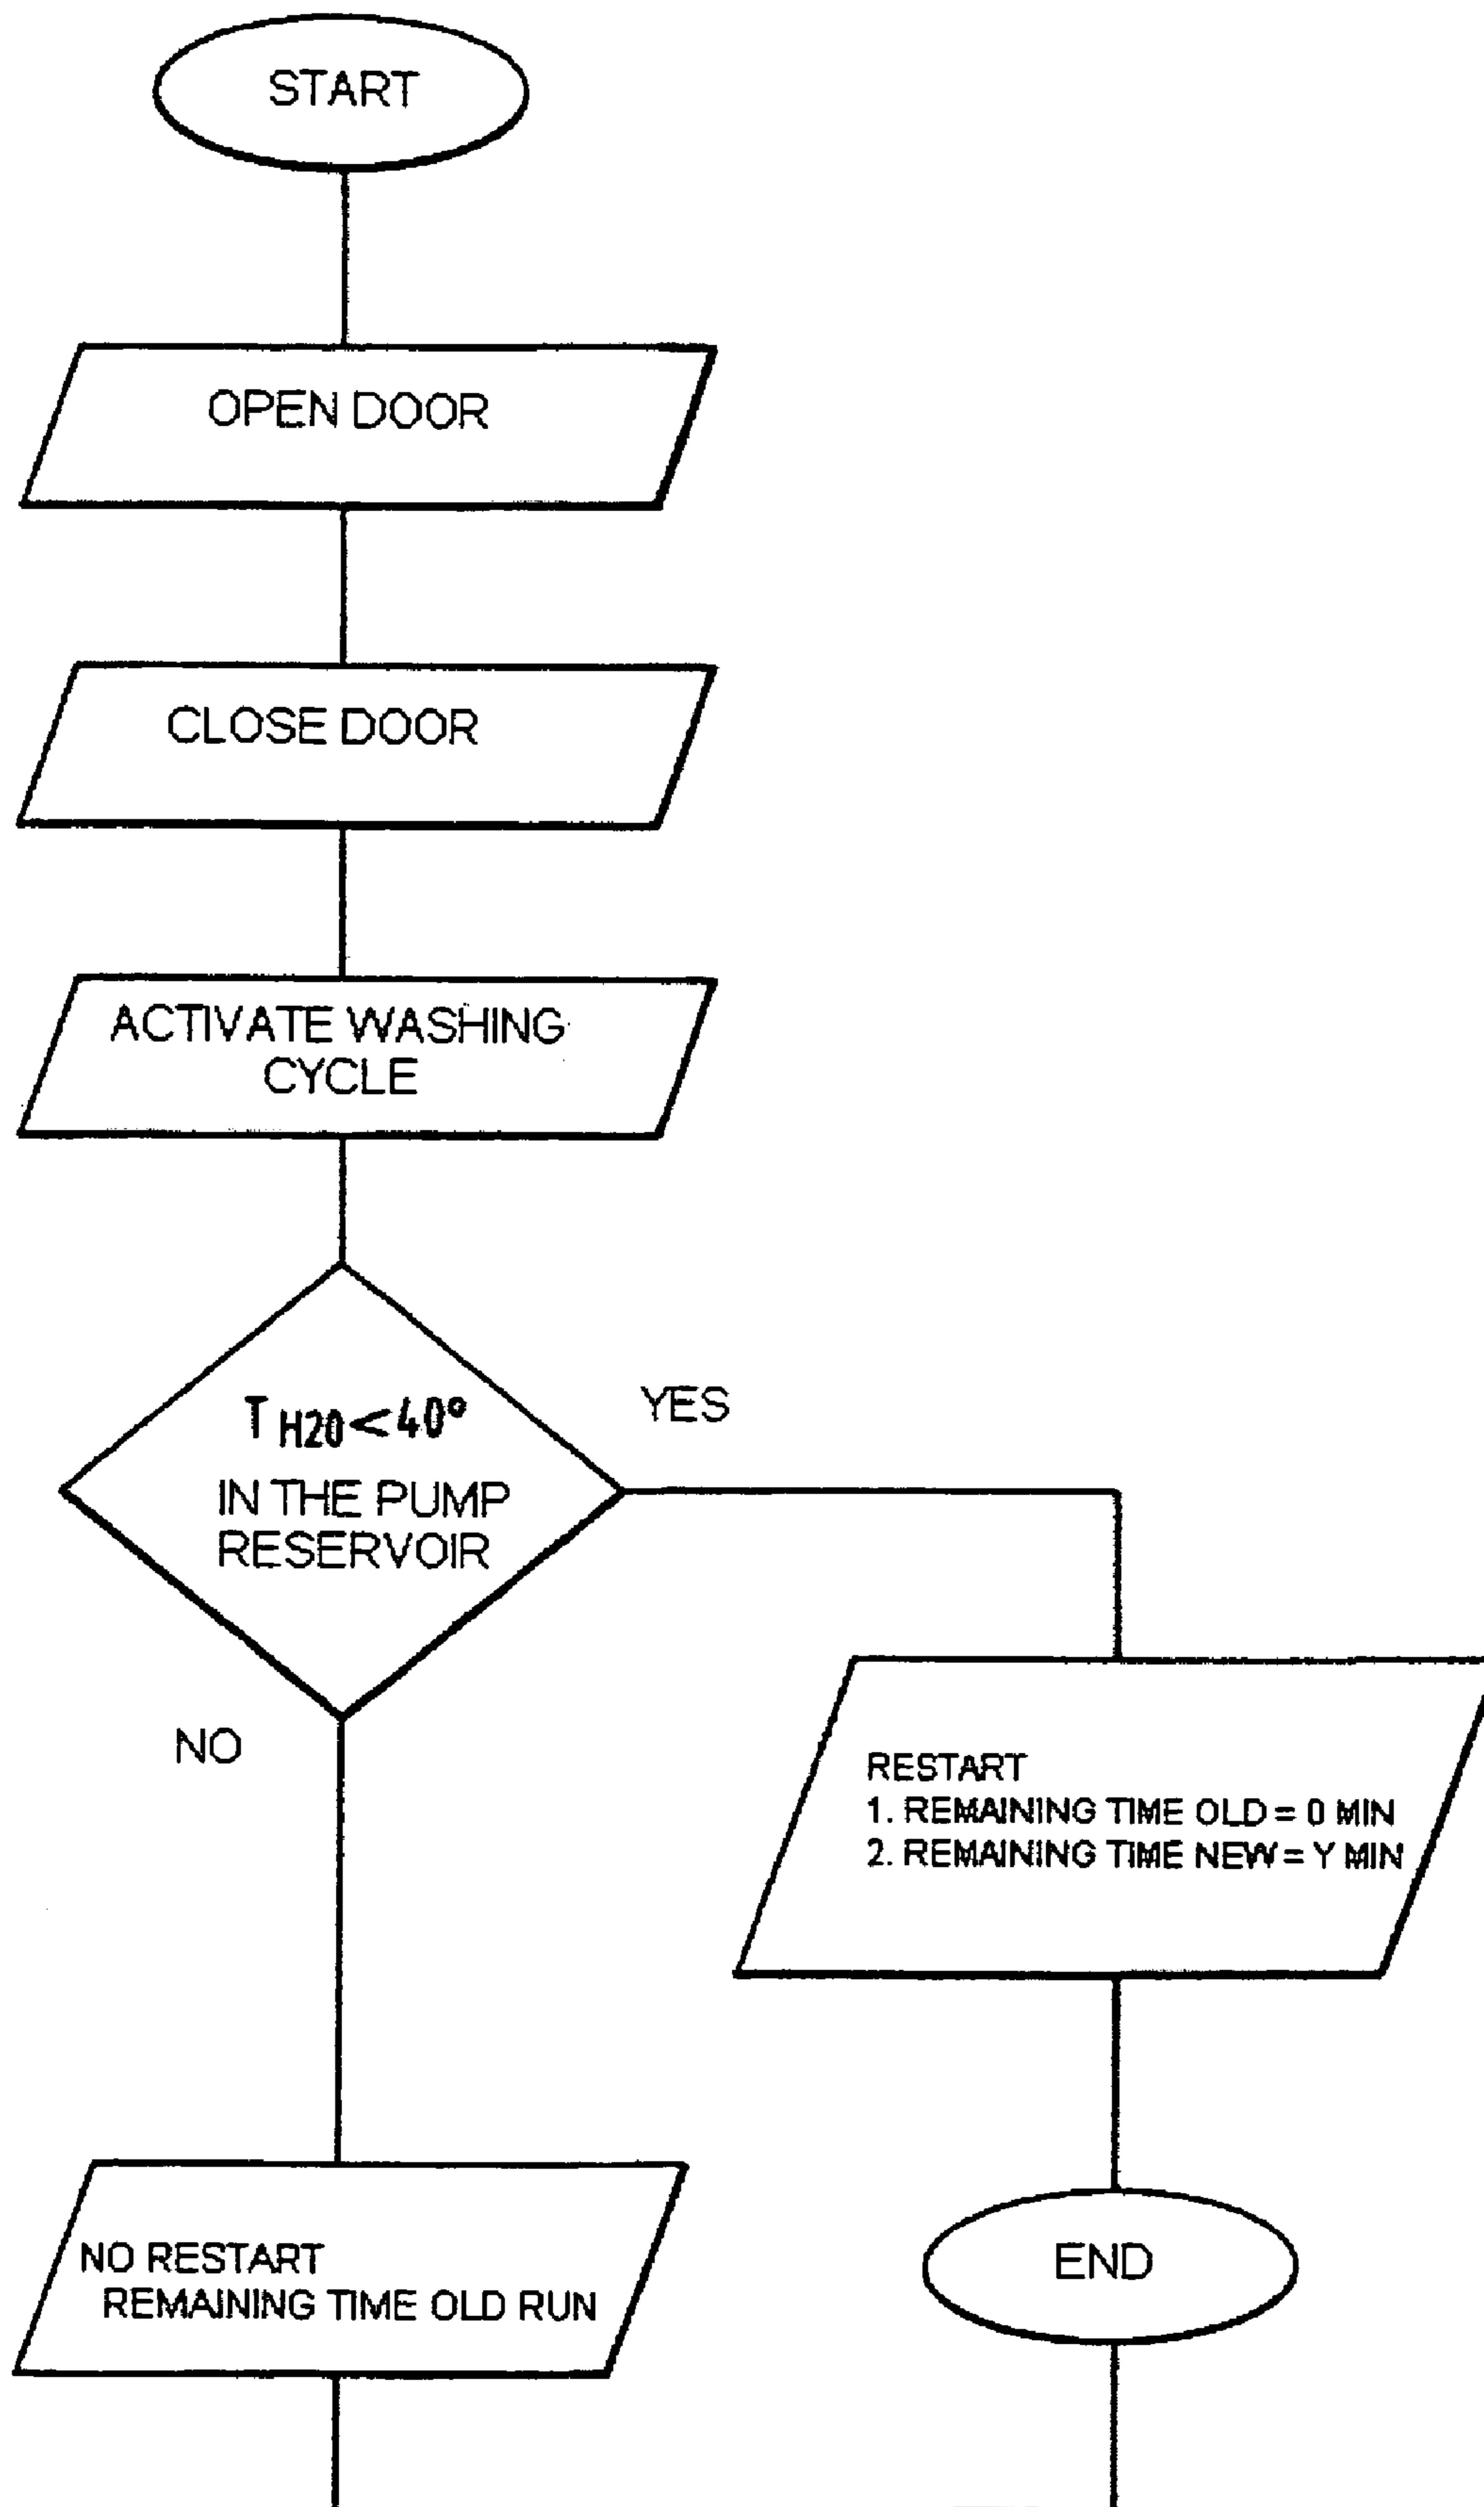 START
OPEN DOOR
CLOSE DOOR
ACTIVATE WASHING
CYCLE
T H20<40°
IN THE PUMP
RESERVOIR
YES
NO
RESTART
1. REMAINING TIME OLD = 0 MIN
2. REMAINING TIME NEW = Y MIN
NO RESTART
REMAINING TIME OLD RUN
END